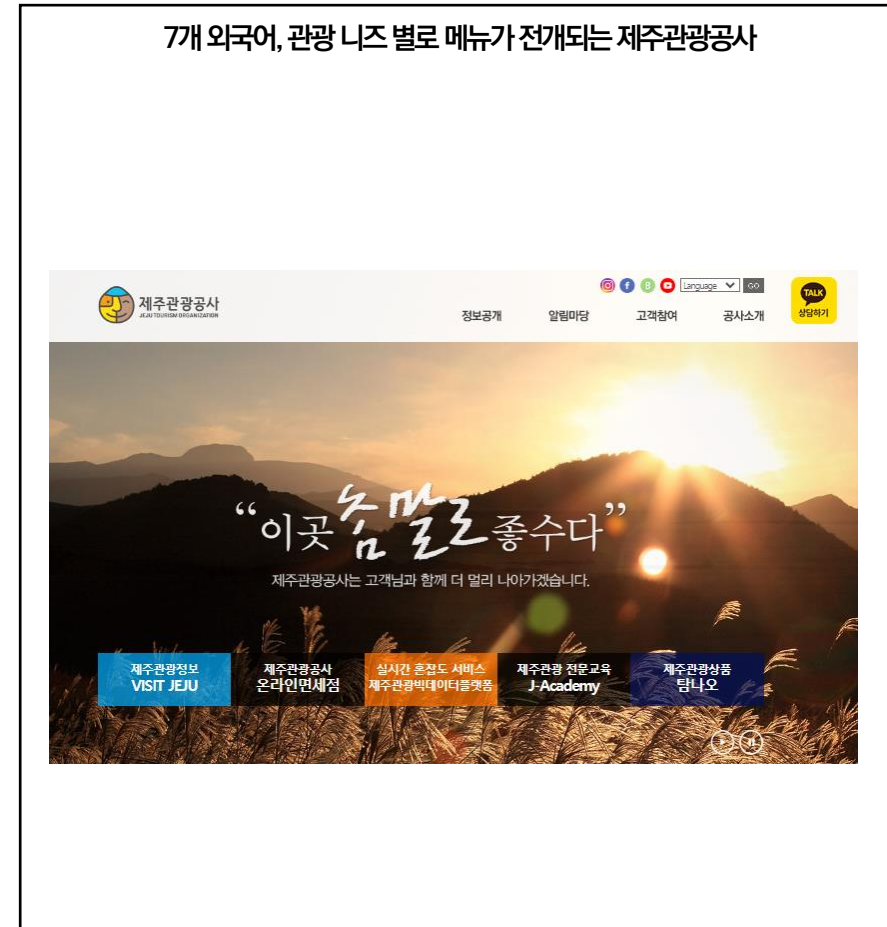 7개 외국어, 관광 니즈 별로 메뉴가 전개되는 제주관광공사
제주관광공사
JEJU TOURISM ORGANIZATION
Language
GO
TALK
상담하기
정보공개
알림마당
고객참여
공사소개
“이곳 촘말로 좋수다”
제주관광공사는 고객님과 함께 더 멀리 나아가겠습니다.
제주관광정보
VISIT JEJU
제주관광공사
온라인면세점
실시간 혼잡도 서비스
제주관광빅데이터플랫폼
제주관광 전문교육
J-Academy
제주관광상품
탐나오